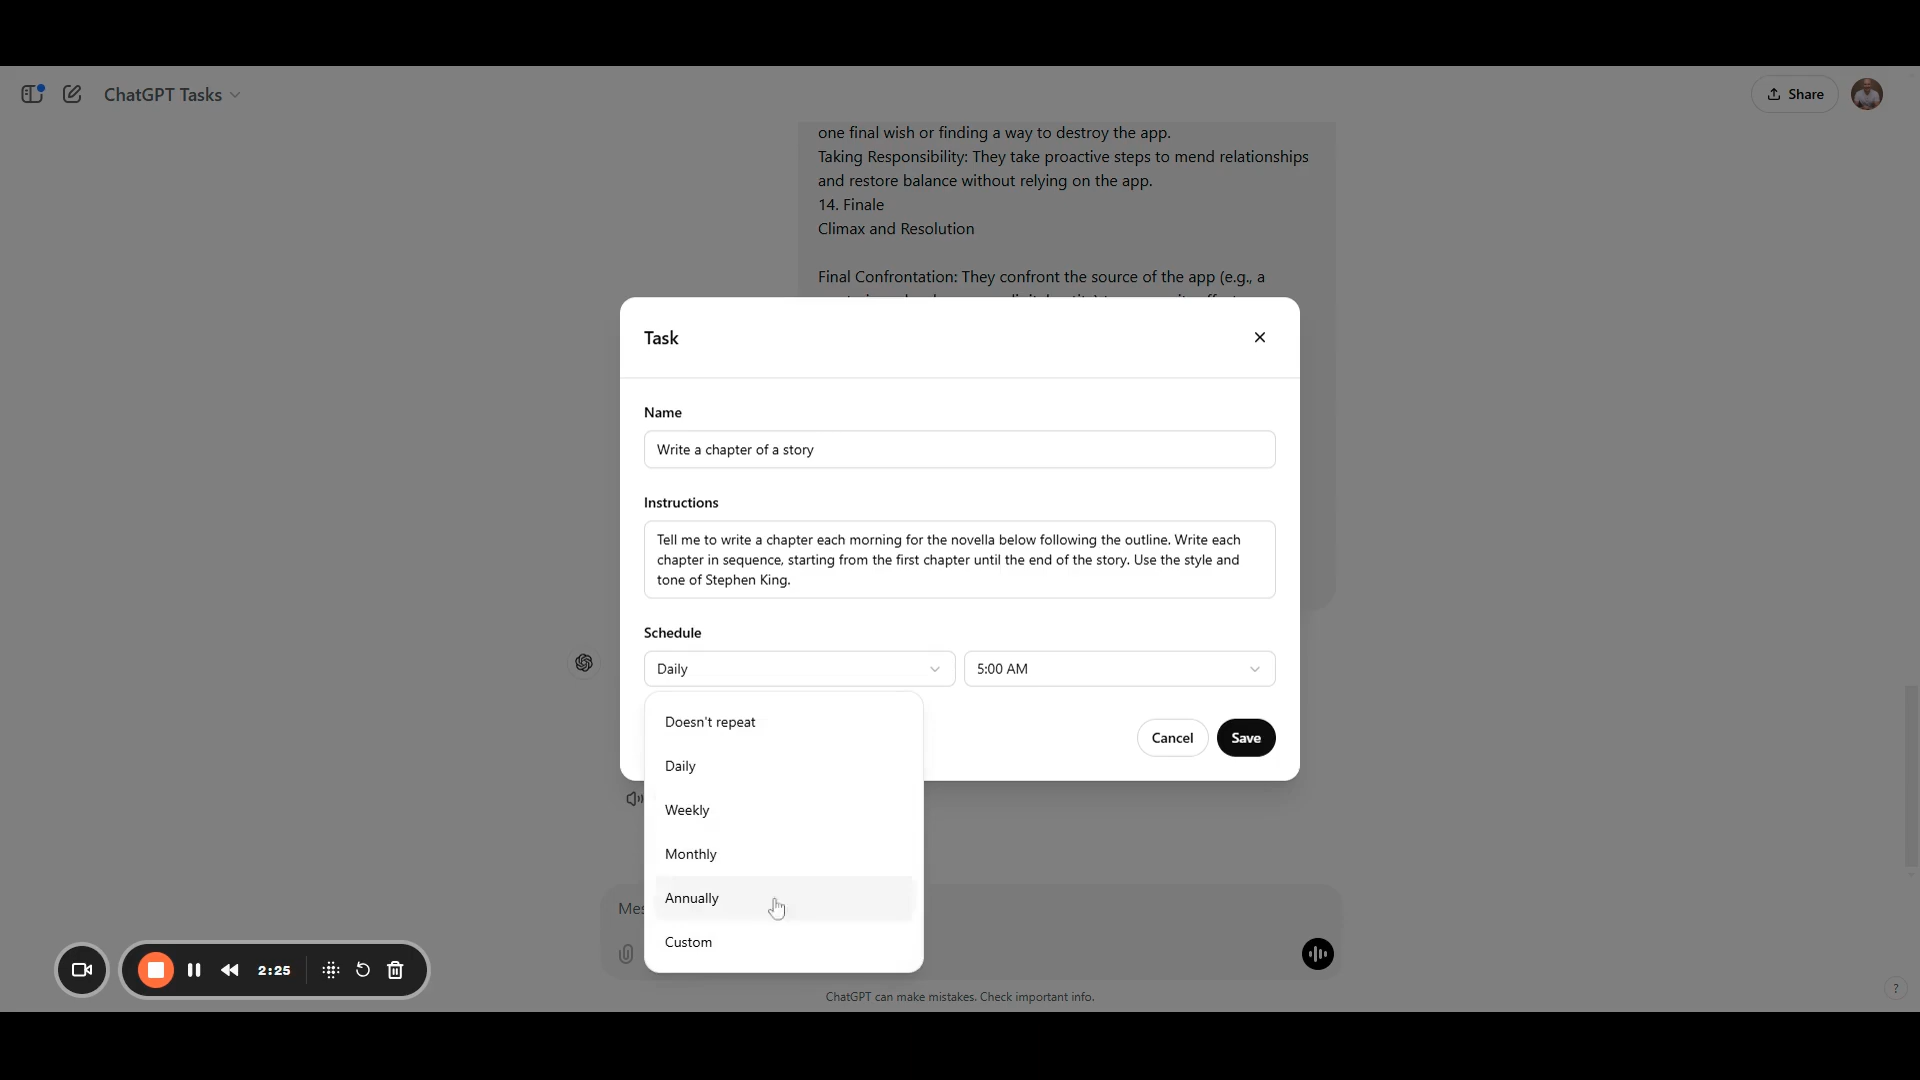 ChatGPT Tasks
Share
one final wish or finding a way to destroy the app.
Taking Responsibility: They take proactive steps to mend relationships
and restore balance without relying on the app.
14. Finale
Climax and Resolution
Final Confrontation: They confront the source of the app (e.g., a
Task
Name
Write a chapter of a story
Instructions
Tell me to write a chapter each morning for the novella below following the outline. Write each
chapter in sequence, starting from the first chapter until the end of the story. Use the style and
tone of Stephen King.
Schedule
Daily
5:00 AM
Doesn't repeat
Daily
Weekly
Monthly
Annually
Custom
Cancel
Save
Mes
2:25
ChatGPT can make mistakes. Check important info.
?